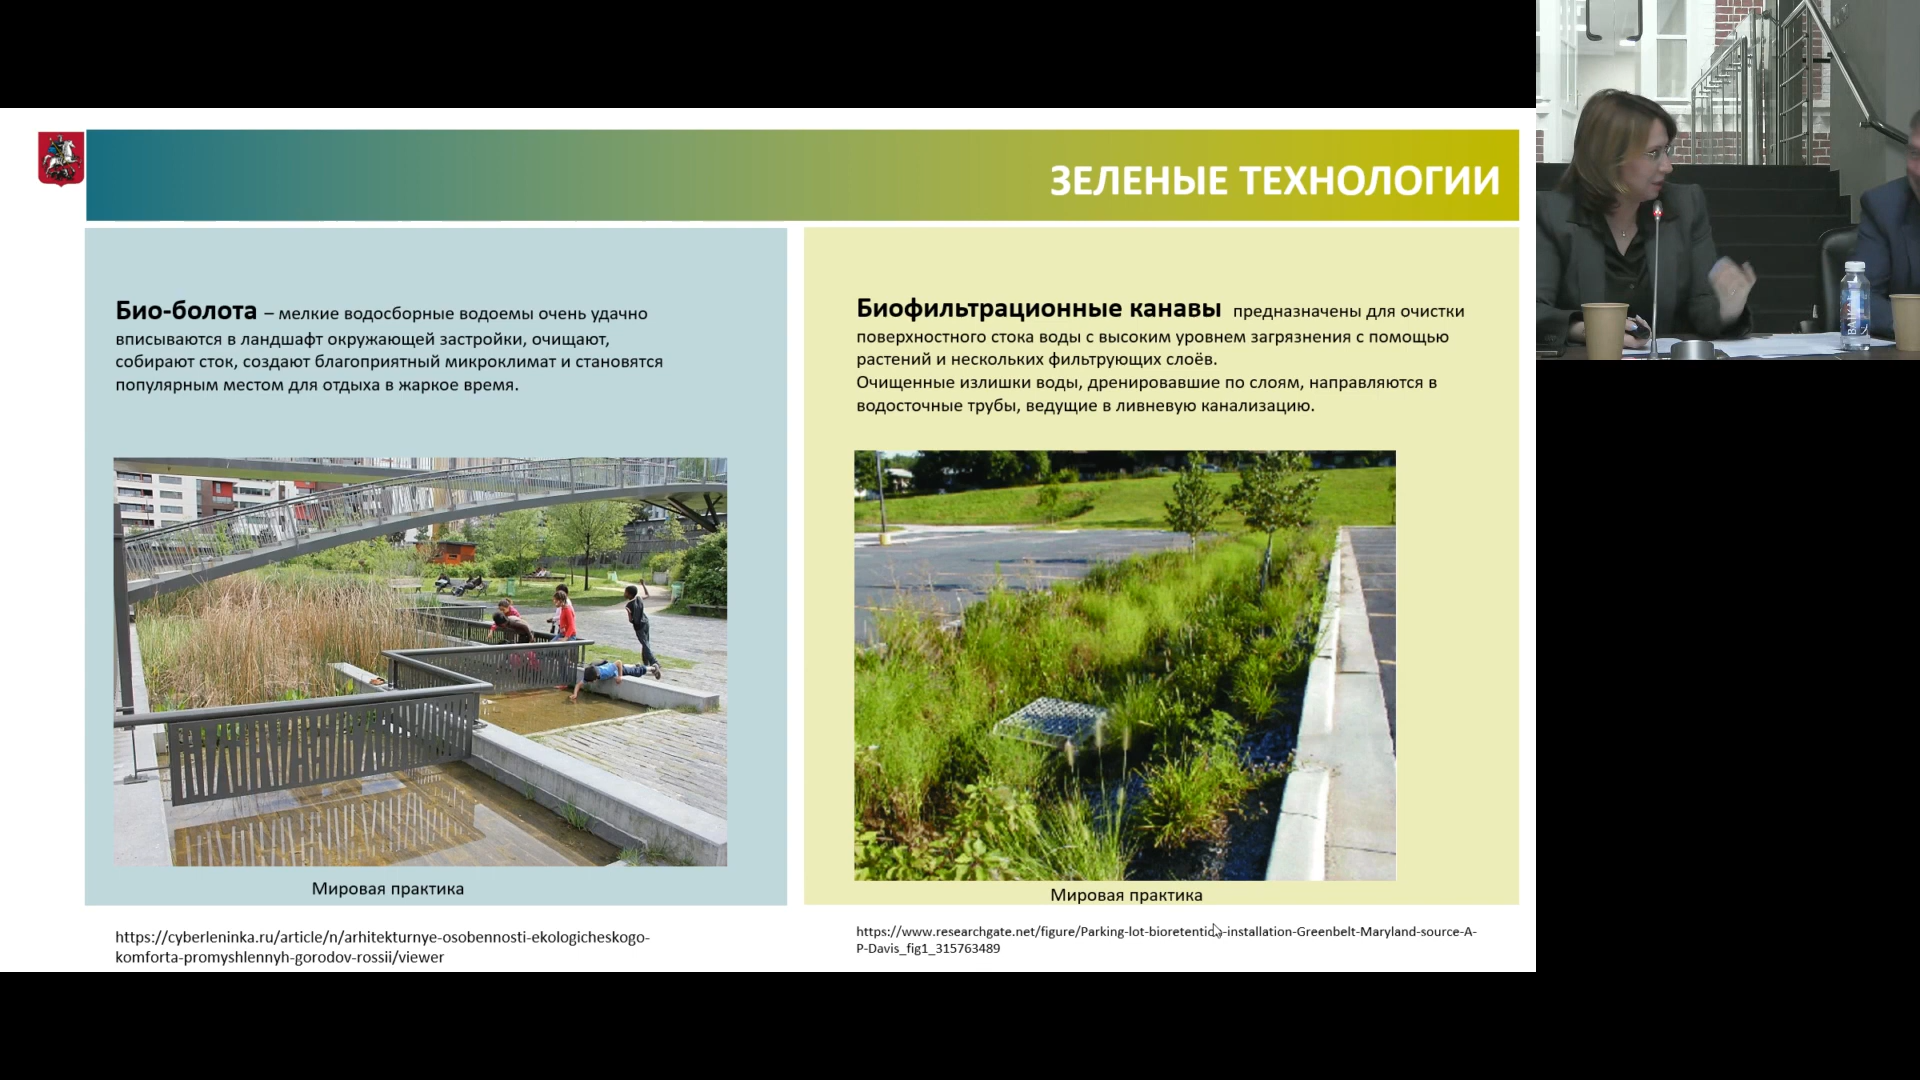 ЗЕЛЕНЫЕ ТЕХНОЛОГИИ
Био-болота – мелкие водосборные водоемы очень удачно
вписываются в ландшафт окружающей застройки, очищают,
собирают сток, создают благоприятный микроклимат и становятся
популярным местом для отдыха в жаркое время.
Мировая практика
https://cyberleninka.ru/article/n/arhitekturnye-osobennosti-ekologicheskogo-
komforta-promyshlennyh-gorodov-rossii/viewer
Биофильтрационные канавы предназначены для очистки
поверхностного стока воды с высоким уровнем загрязнения с помощью
растений и нескольких фильтрующих слоёв.
Очищенные излишки воды, дренировавшие по слоям, направляются в
водосточные трубы, ведущие в ливневую канализацию.
Мировая практика
https://www.researchgate.net/figure/Parking-lot-bioretention-installation-Greenbelt-Maryland-source-A-
P-Davis_fig1_315763489